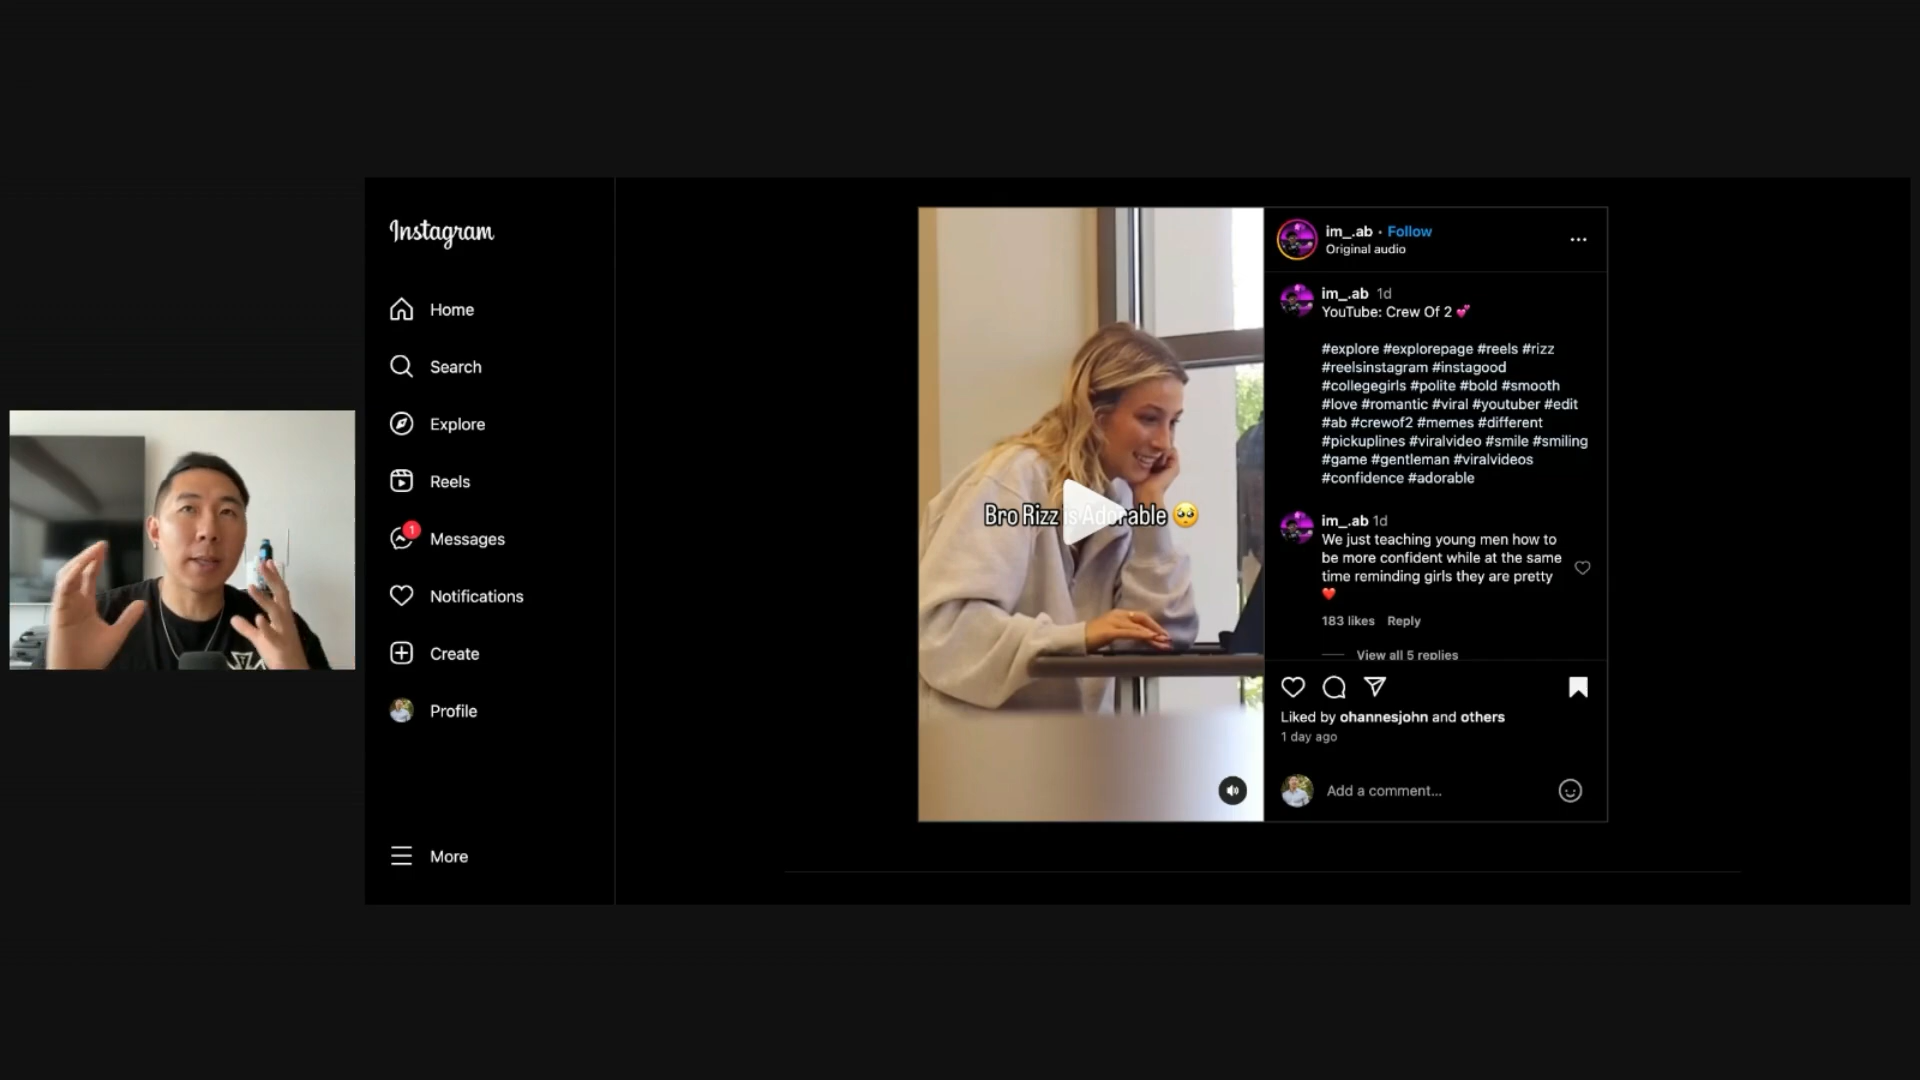 Instagram
Home
Search
Explore
Reels
1
Messages
Notifications
Create
Profile
More
Bro Rizz is Adorable 🥺
im_.ab · Follow
Original audio
im_.ab 1d
YouTube: Crew Of 2 💕
#explore #explorepage #reels #rizz
#reelsinstagram #instagood
#collegegirls #polite #bold #smooth
#love #romantic #viral #youtuber #edit
#ab #crewof2 #memes #different
#pickuplines #viralvideo #smile #smiling
#game #gentleman #viralvideos
#confidence #adorable
im_.ab 1d
We just teaching young men how to
be more confident while at the same
time reminding girls they are pretty
❤️
183 likes Reply
View all 5 replies
Liked by ohannesjohn and others
1 day ago
Add a comment...